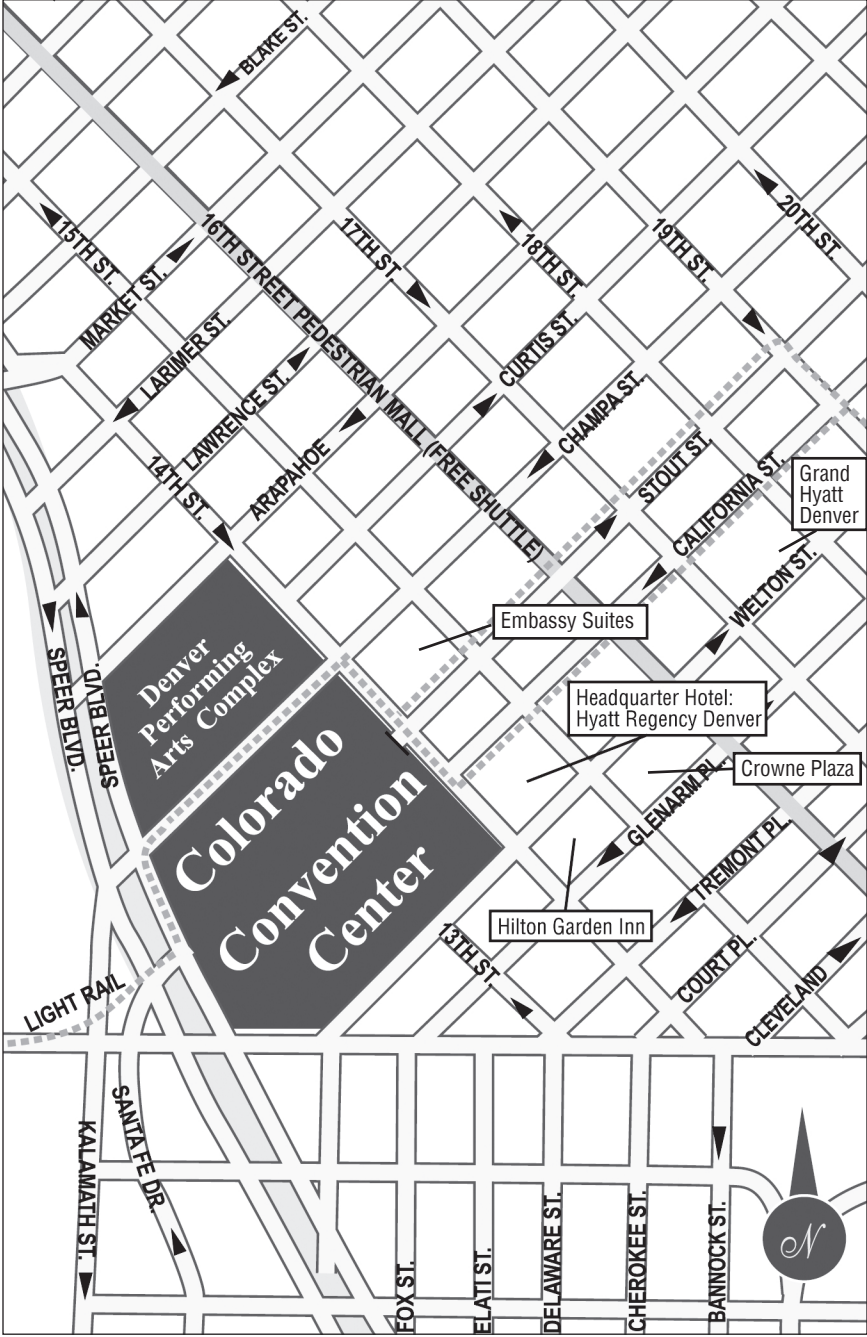 BLAKE ST.
20TH ST.
19TH ST.
18TH ST.
17TH ST.
15TH ST.
MARKET ST.
16TH STREET PEDESTRIAN MALL (FREE SHUTTLE)
LARIMER ST.
CURTIS ST.
LAWRENCE ST.
CHAMPA ST.
14TH ST.
ARAPAHOE
STOUT ST.
CALIFORNIA ST.
Grand
Hyatt
Denver
WELTON ST.
Embassy Suites
SPEER BLVD.
SPEER BLVD.
Denver
Performing
Arts Complex
Headquarter Hotel:
Hyatt Regency Denver
Crowne Plaza
GLENARM PL.
Colorado
Convention
Center
TREMONT PL.
Hilton Garden Inn
13TH ST.
COURT PL.
CLEVELAND
LIGHT RAIL
SANTA FE DR.
KALAMATH ST.
FOX ST.
ELATI ST.
DELAWARE ST.
CHEROKEE ST.
BANNOCK ST.
N